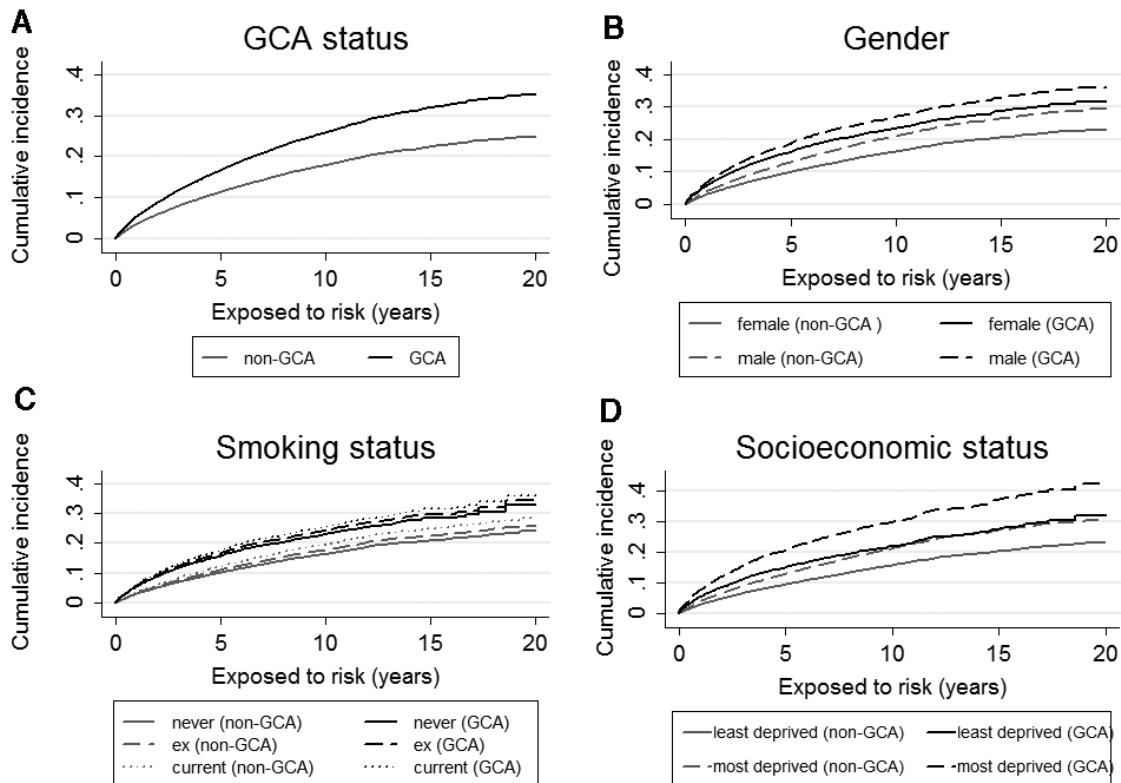 A
GCA status
Cumulative incidence
.4
.3
.2
.1
0
0 5 10 15 20
Exposed to risk (years)
non-GCA GCA
B
Gender
Cumulative incidence
.4
.3
.2
.1
0
0 5 10 15 20
Exposed to risk (years)
female (non-GCA ) female (GCA)
male (non-GCA) male (GCA)
C
Smoking status
Cumulative incidence
.4
.3
.2
.1
0
0 5 10 15 20
Exposed to risk (years)
never (non-GCA) never (GCA)
ex (non-GCA) ex (GCA)
current (non-GCA) current (GCA)
D
Socioeconomic status
Cumulative incidence
.4
.3
.2
.1
0
0 5 10 15 20
Exposed to risk (years)
least deprived (non-GCA) least deprived (GCA)
most deprived (non-GCA) most deprived (GCA)